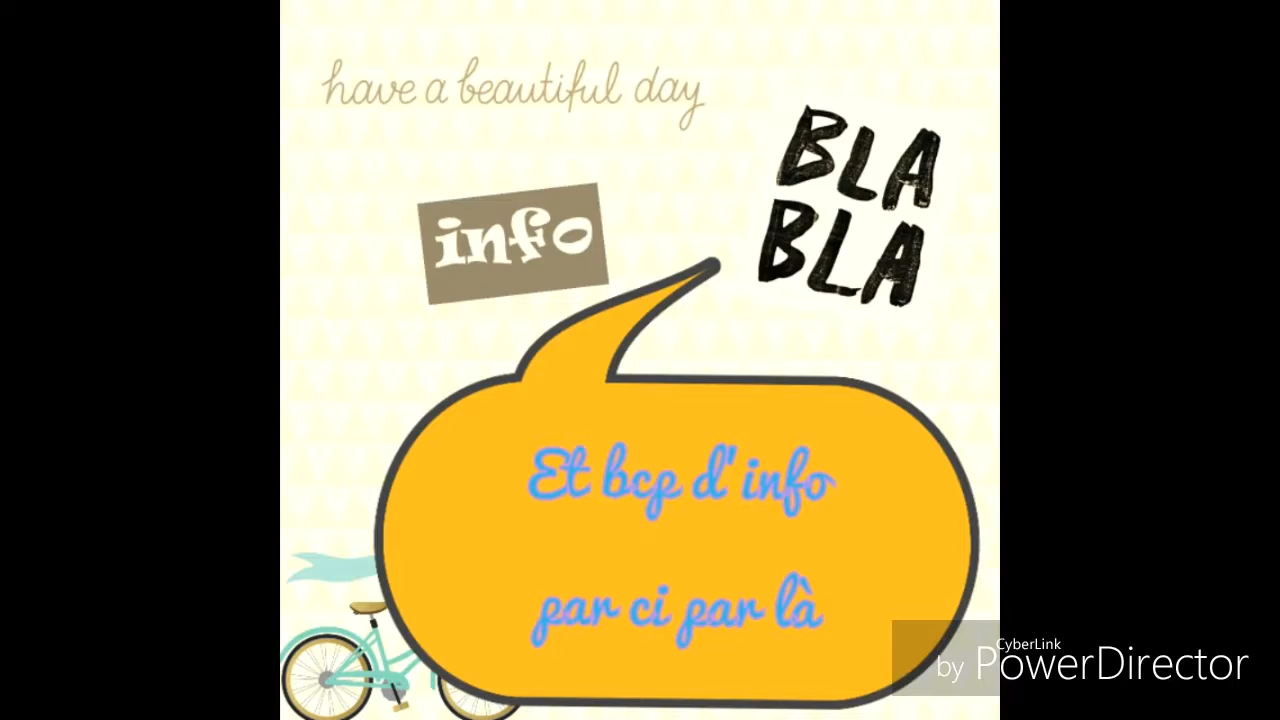 have a beautiful day
BLA
BLA
info
Et bcp d'info
par ci par là
CyberLink
by PowerDirector